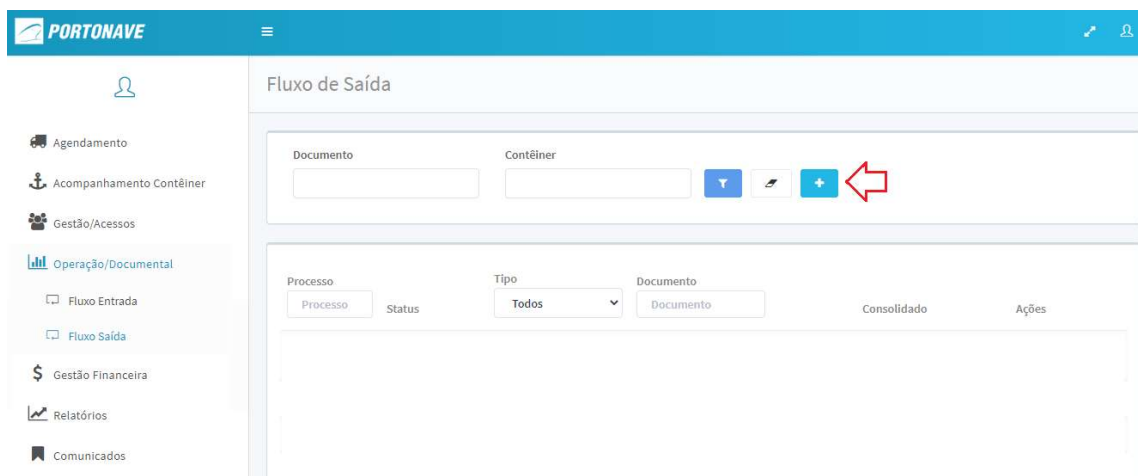 PORTONAVE
Fluxo de Saída
Agendamento
Acompanhamento Contêiner
Gestão/Acessos
Operação/Documental
Fluxo Entrada
Fluxo Saída
Gestão Financeira
Relatórios
Comunicados
Documento
Contêiner
Processo
Tipo
Documento
Processo
Status
Todos
Documento
Consolidado
Ações